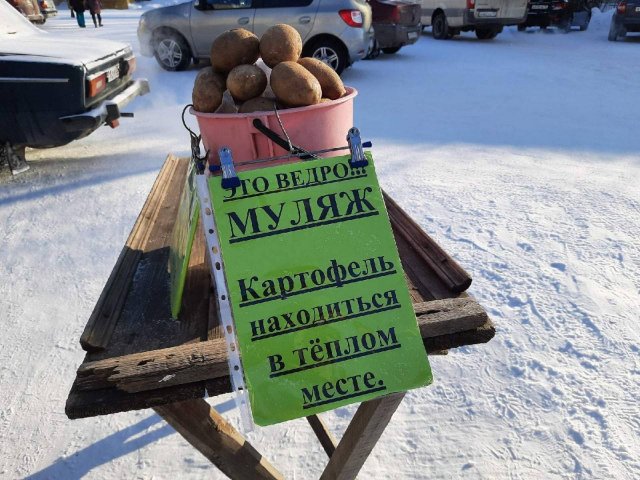 ЭТО ВЕДРО!!!
МУЛЯЖ
Картофель
находиться
в тёплом
месте.